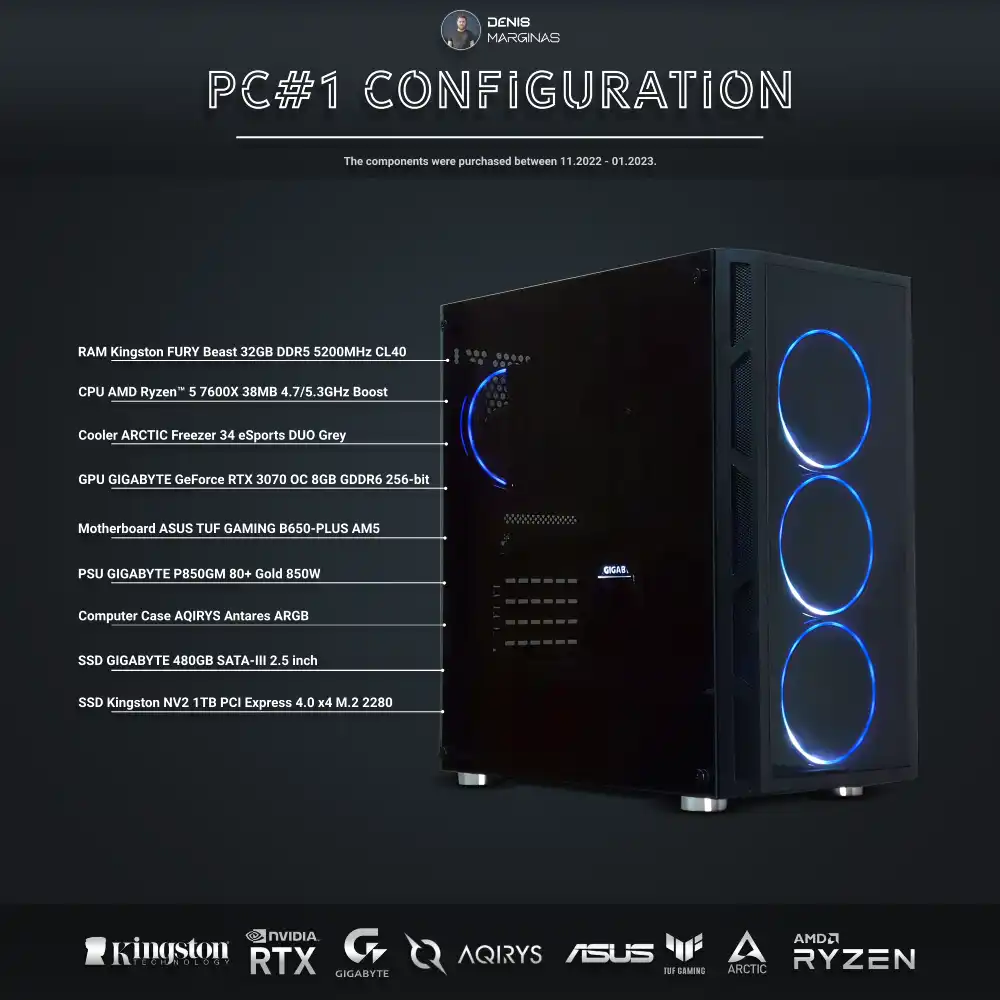 DENIS
MARGINAS
PC#1 CONFiGURATiON
The components were purchased between 11.2022 - 01.2023.
RAM Kingston FURY Beast 32GB DDR5 5200MHz CL40
CPU AMD Ryzen™ 5 7600X 38MB 4.7/5.3GHz Boost
Cooler ARCTIC Freezer 34 eSports DUO Grey
GPU GIGABYTE GeForce RTX 3070 OC 8GB GDDR6 256-bit
Motherboard ASUS TUF GAMING B650-PLUS AM5
PSU GIGABYTE P850GM 80+ Gold 850W
GIGAB
Computer Case AQIRYS Antares ARGB
SSD GIGABYTE 480GB SATA-III 2.5 inch
SSD Kingston NV2 1TB PCI Express 4.0 x4 M.2 2280
Kingston TECHNOLOGY
NVIDIA. RTX
GIGABYTE
AQIRYS
ASUS
TUF GAMING
ARCTIC
AMD RYZEN